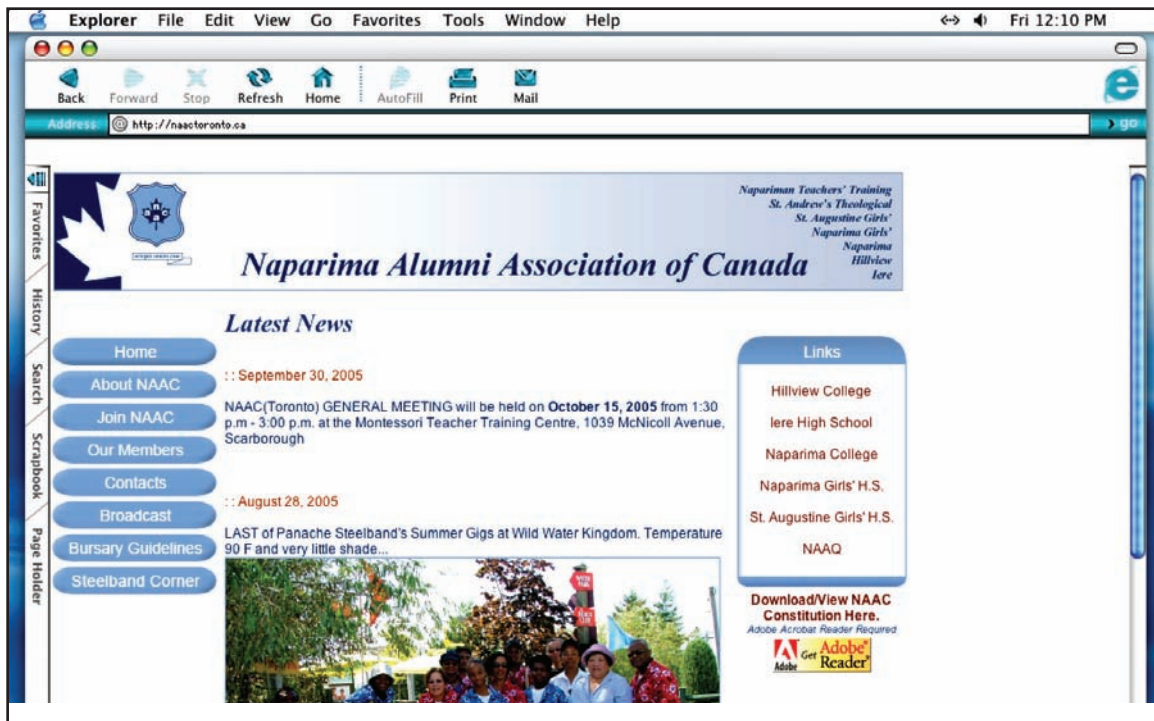 Explorer File Edit View Go Favorites Tools Window Help Fri 12:10 PM
Back Forward Stop Refresh Home AutoFill Print Mail
Address: http://naactoronto.ca go
Favorites
History
Search
Scrapbook
Page Holder
Naparima Alumni Association of Canada
Napariman Teachers' Training
St. Andrew's Theological
St. Augustine Girls'
Naparima Girls'
Naparima
Hillview
Iere
Home
About NAAC
Join NAAC
Our Members
Contacts
Broadcast
Bursary Guidelines
Steelband Corner
Latest News
: : September 30, 2005
NAAC(Toronto) GENERAL MEETING will be held on October 15, 2005 from 1:30
p.m - 3:00 p.m. at the Montessori Teacher Training Centre, 1039 McNicoll Avenue,
Scarborough
: : August 28, 2005
LAST of Panache Steelband's Summer Gigs at Wild Water Kingdom. Temperature
90 F and very little shade...
Links
Hillview College
Iere High School
Naparima College
Naparima Girls' H.S.
St. Augustine Girls' H.S.
NAAQ
Download/View NAAC
Constitution Here.
Adobe Acrobat Reader Required
Adobe Get Adobe Reader